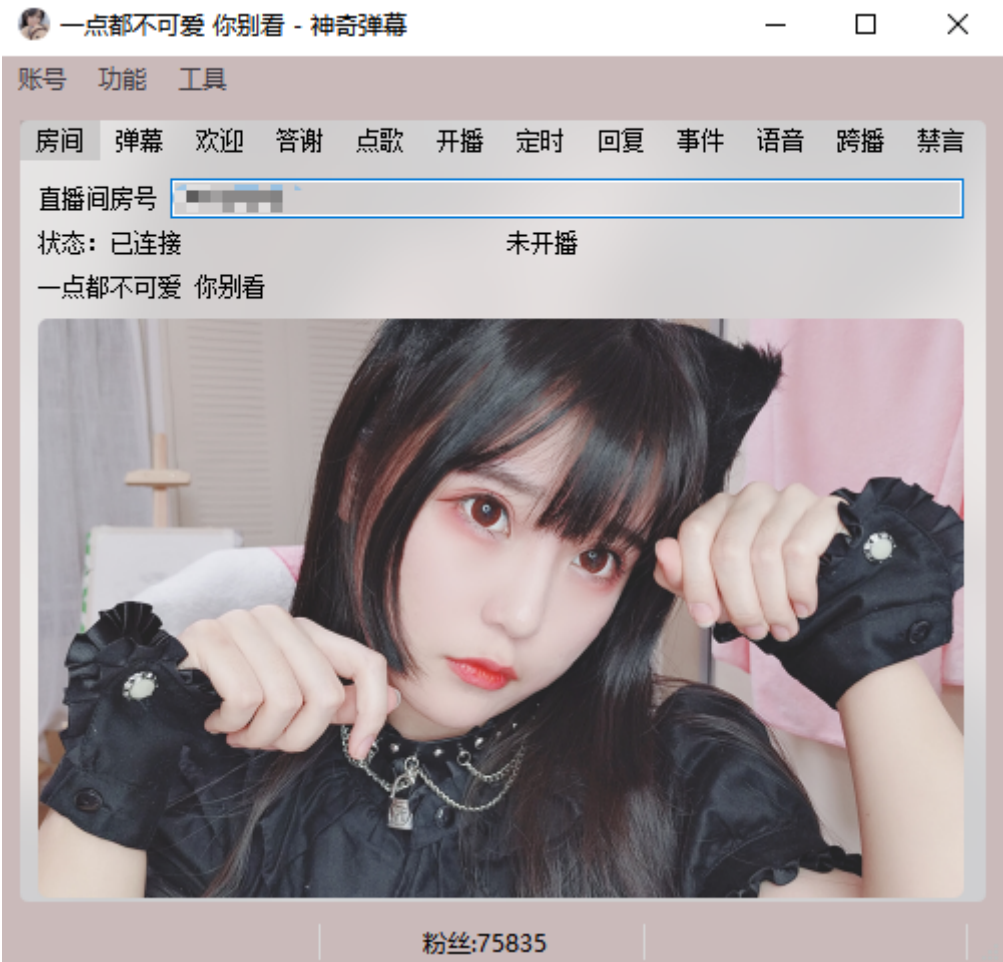 一点都不可爱 你别看 - 神奇弹幕
账号 功能 工具
房间 弹幕 欢迎 答谢 点歌 开播 定时 回复 事件 语音 跨播 禁言
直播间房号
状态：已连接 未开播
一点都不可爱 你别看
粉丝:75835